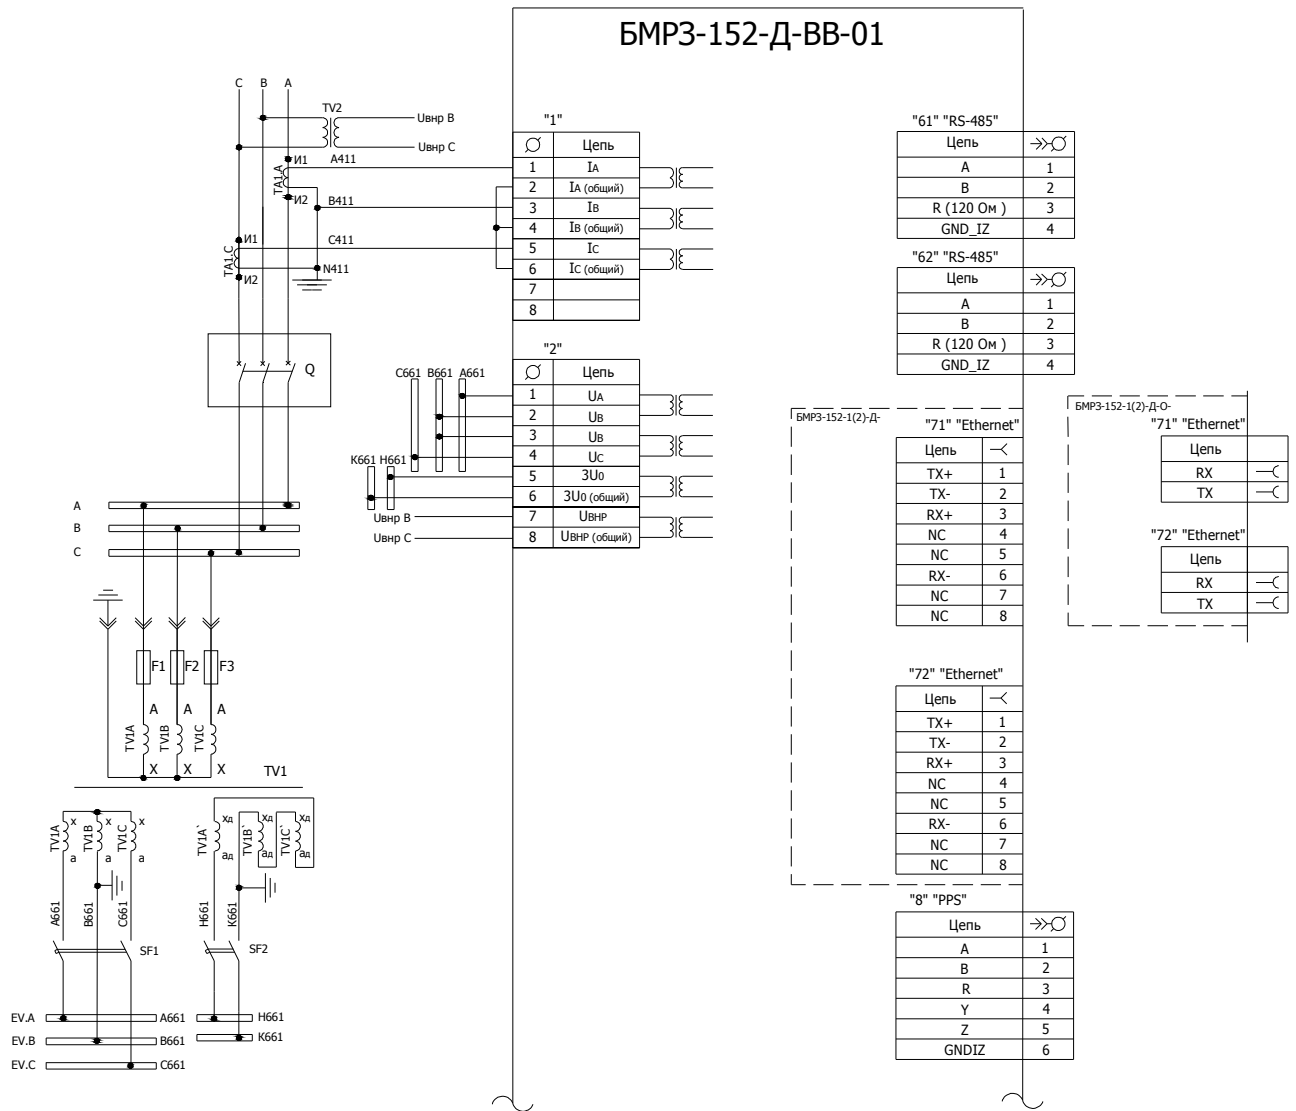 БМРЗ-152-Д-ВВ-01
C B A
TV2
Uвнр B
Uвнр C
И1
A411
TA1.A
И2
B411
И1
C411
TA1.C
N411
И2
Q
"1"
Цепь
1 IA
2 IA (общий)
3 IB
4 IB (общий)
5 IC
6 IC (общий)
7
8
"2"
Цепь
1 UA
2 UB
3 UB
4 UC
5 3U0
6 3U0 (общий)
7 UВНР
8 UВНР (общий)
C661 B661 A661
K661 H661
Uвнр B
Uвнр C
A
B
C
F1 F2 F3
A A A
TV1A TV1B TV1C
X X X
TV1
x x x
TV1A TV1B TV1C
a a a
A661 B661 C661
SF1
xд xд xд
TV1A` TV1B` TV1C`
aд aд aд
H661 K661
SF2
EV.A A661
EV.B B661
EV.C C661
H661
K661
"61" "RS-485"
Цепь
A 1
B 2
R (120 Ом ) 3
GND_IZ 4
"62" "RS-485"
Цепь
A 1
B 2
R (120 Ом ) 3
GND_IZ 4
БМРЗ-152-1(2)-Д-
"71" "Ethernet"
Цепь
TX+ 1
TX- 2
RX+ 3
NC 4
NC 5
RX- 6
NC 7
NC 8
"72" "Ethernet"
Цепь
TX+ 1
TX- 2
RX+ 3
NC 4
NC 5
RX- 6
NC 7
NC 8
"8" "PPS"
Цепь
A 1
B 2
R 3
Y 4
Z 5
GNDIZ 6
БМРЗ-152-1(2)-Д-О-
"71" "Ethernet"
Цепь
RX
TX
"72" "Ethernet"
Цепь
RX
TX